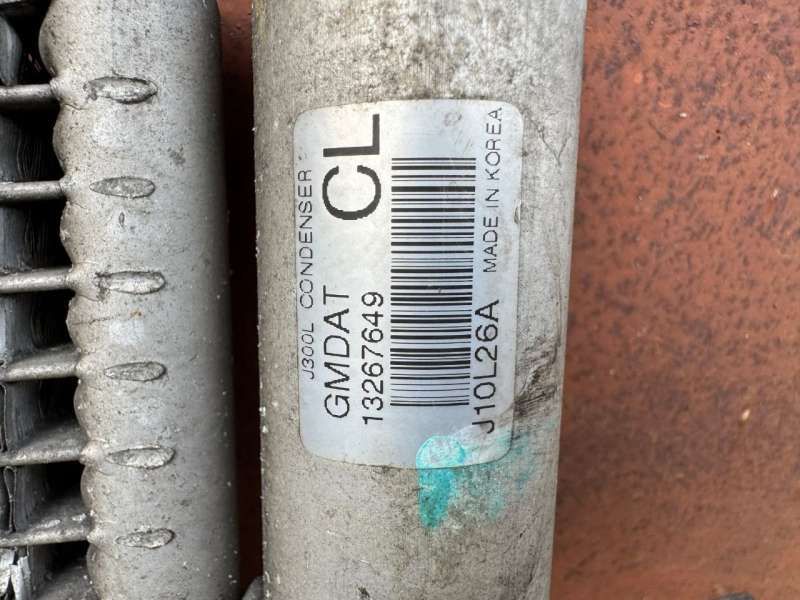 J300L CONDENSER
GMDAT CL
13267649
J10L26A MADE IN KOREA